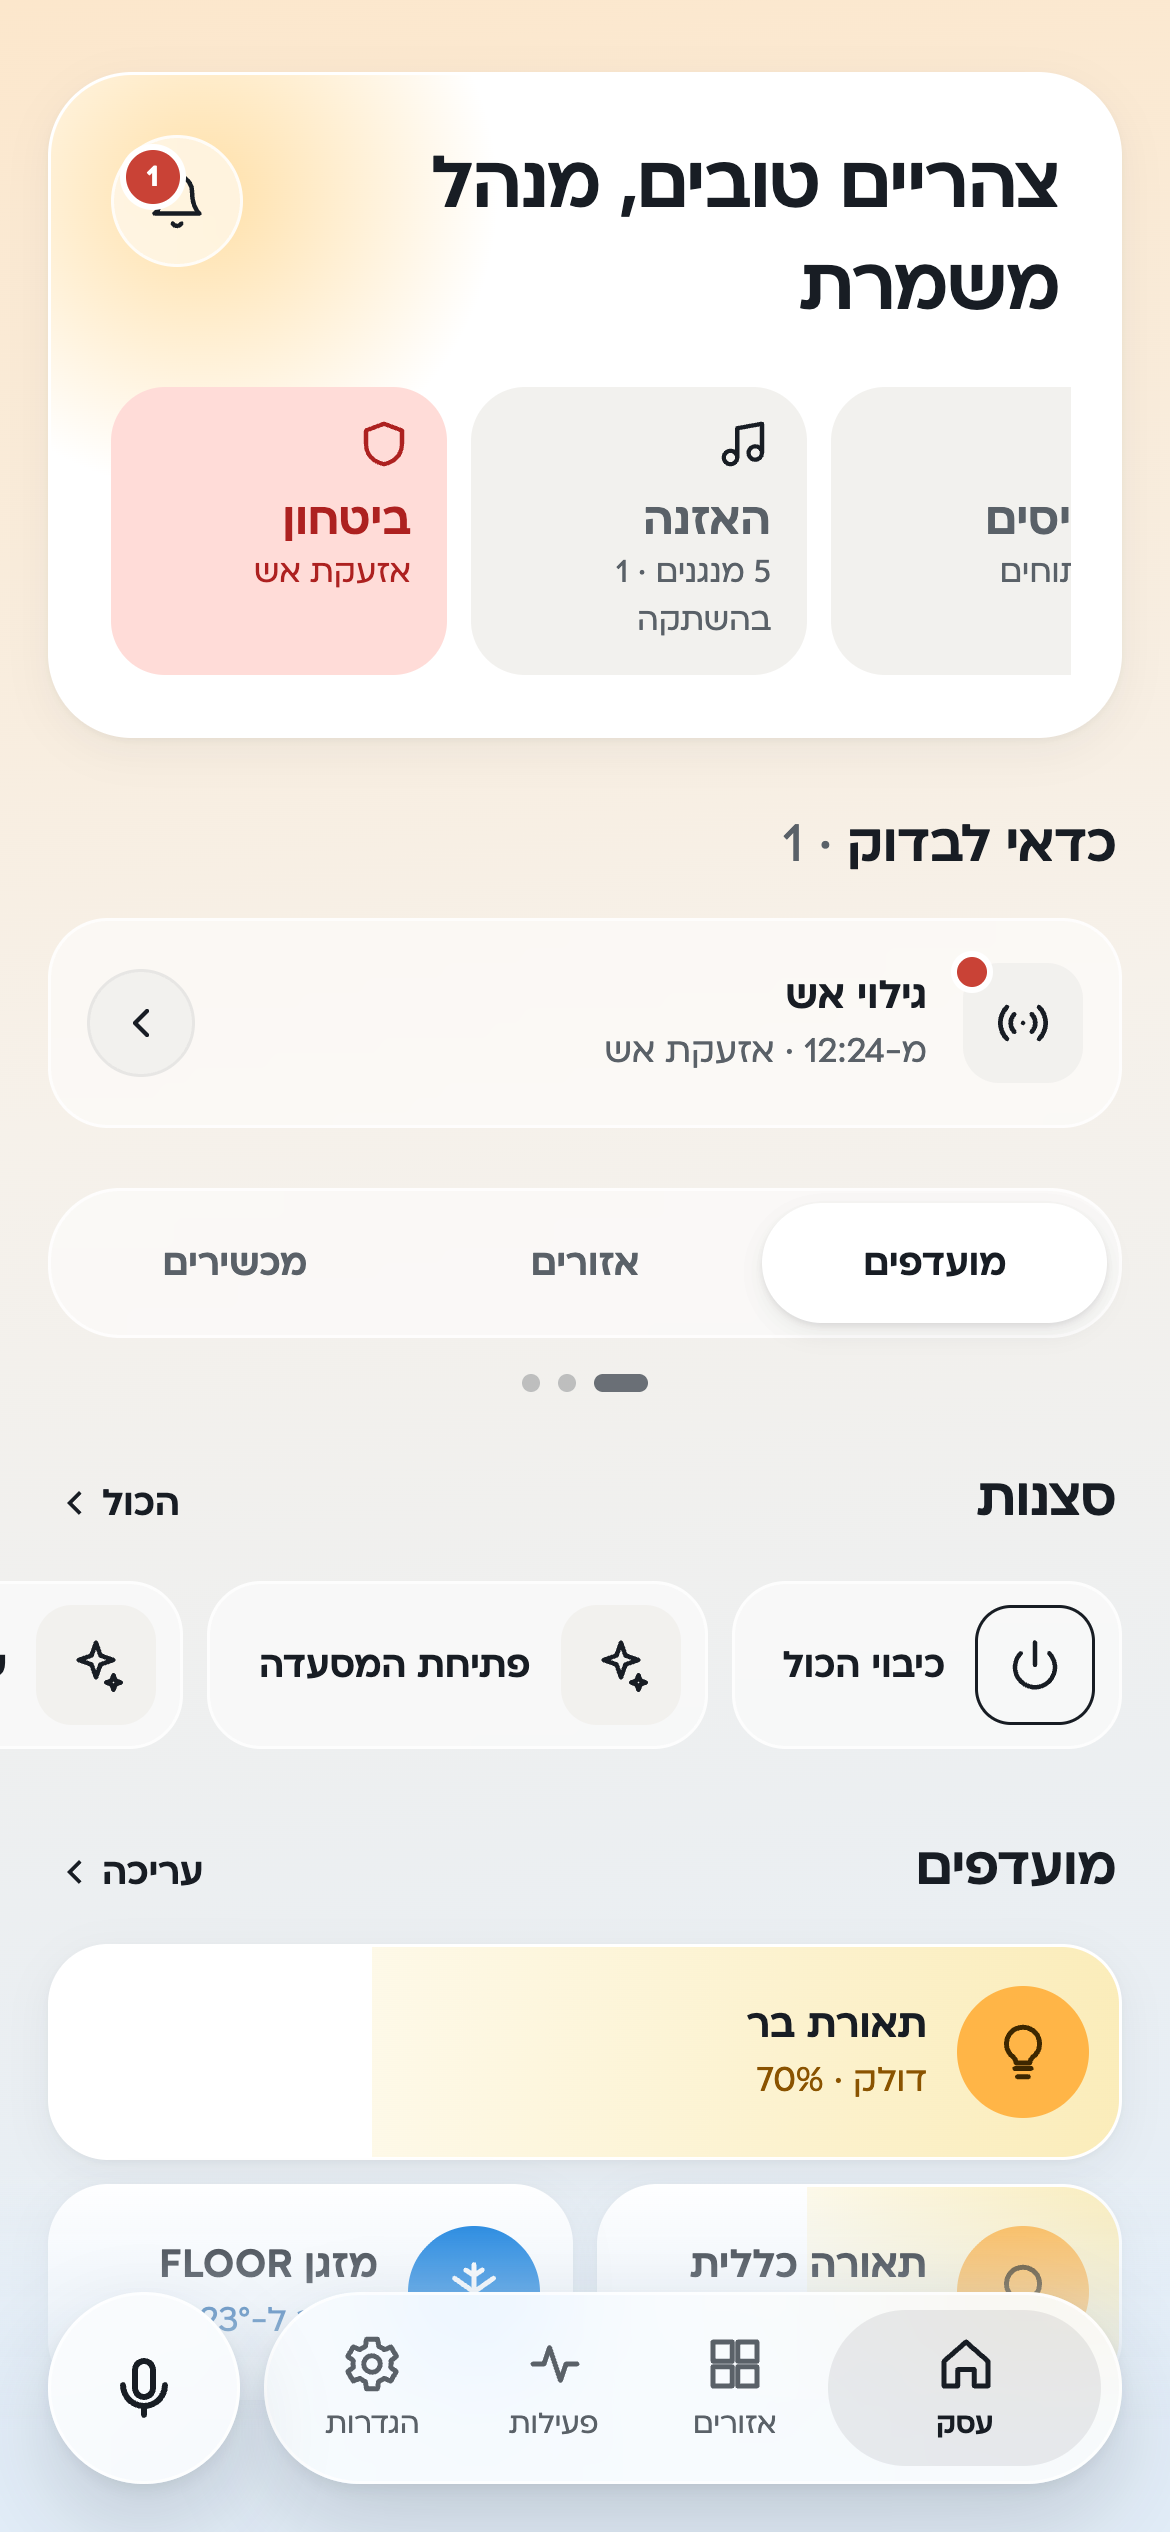 צהריים טובים, מנהל
משמרת
1
ביטחון
אזעקת אש
האזנה
5 מנגנים · 1
בהשתקה
כדאי לבדוק · 1
גילוי אש
מ-12:24 · אזעקת אש
מועדפים
אזורים
מכשירים
סצנות
הכול
כיבוי הכול
פתיחת המסעדה
מועדפים
עריכה
תאורת בר
דולק · 70%
תאורה כללית
מזגן FLOOR
ל-23°
עסק
אזורים
פעילות
הגדרות